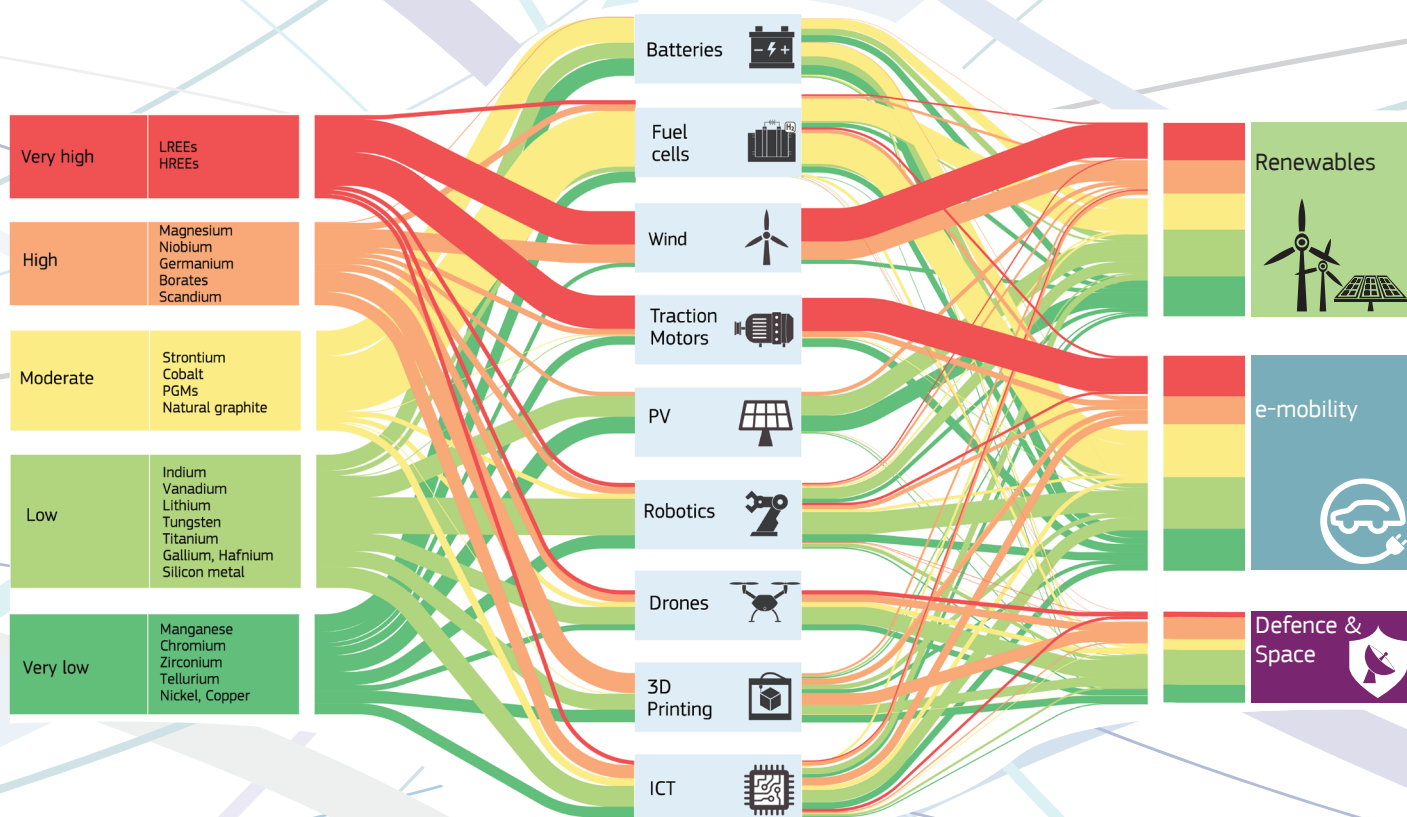 Very high
LREEs
HREEs
High
Magnesium
Niobium
Germanium
Borates
Scandium
Moderate
Strontium
Cobalt
PGMs
Natural graphite
Low
Indium
Vanadium
Lithium
Tungsten
Titanium
Gallium, Hafnium
Silicon metal
Very low
Manganese
Chromium
Zirconium
Tellurium
Nickel, Copper
Batteries
Fuel
cells
H2
Wind
Traction
Motors
PV
Robotics
Drones
3D
Printing
ICT
Renewables
e-mobility
Defence &
Space